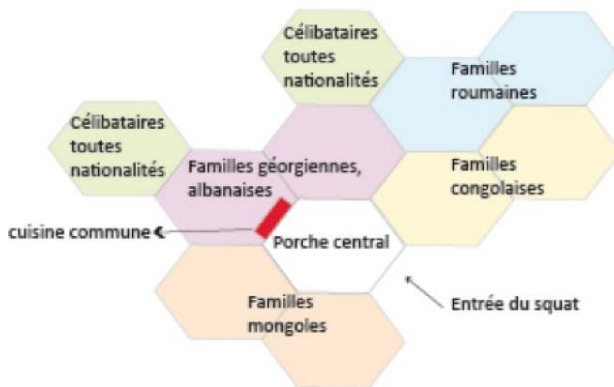 Célibataires
toutes
nationalités
Familles
roumaines
Célibataires
toutes
nationalités
Familles géorgiennes,
albanaises
Familles
congolaises
cuisine commune
Porche central
Entrée du squat
Familles
mongoles